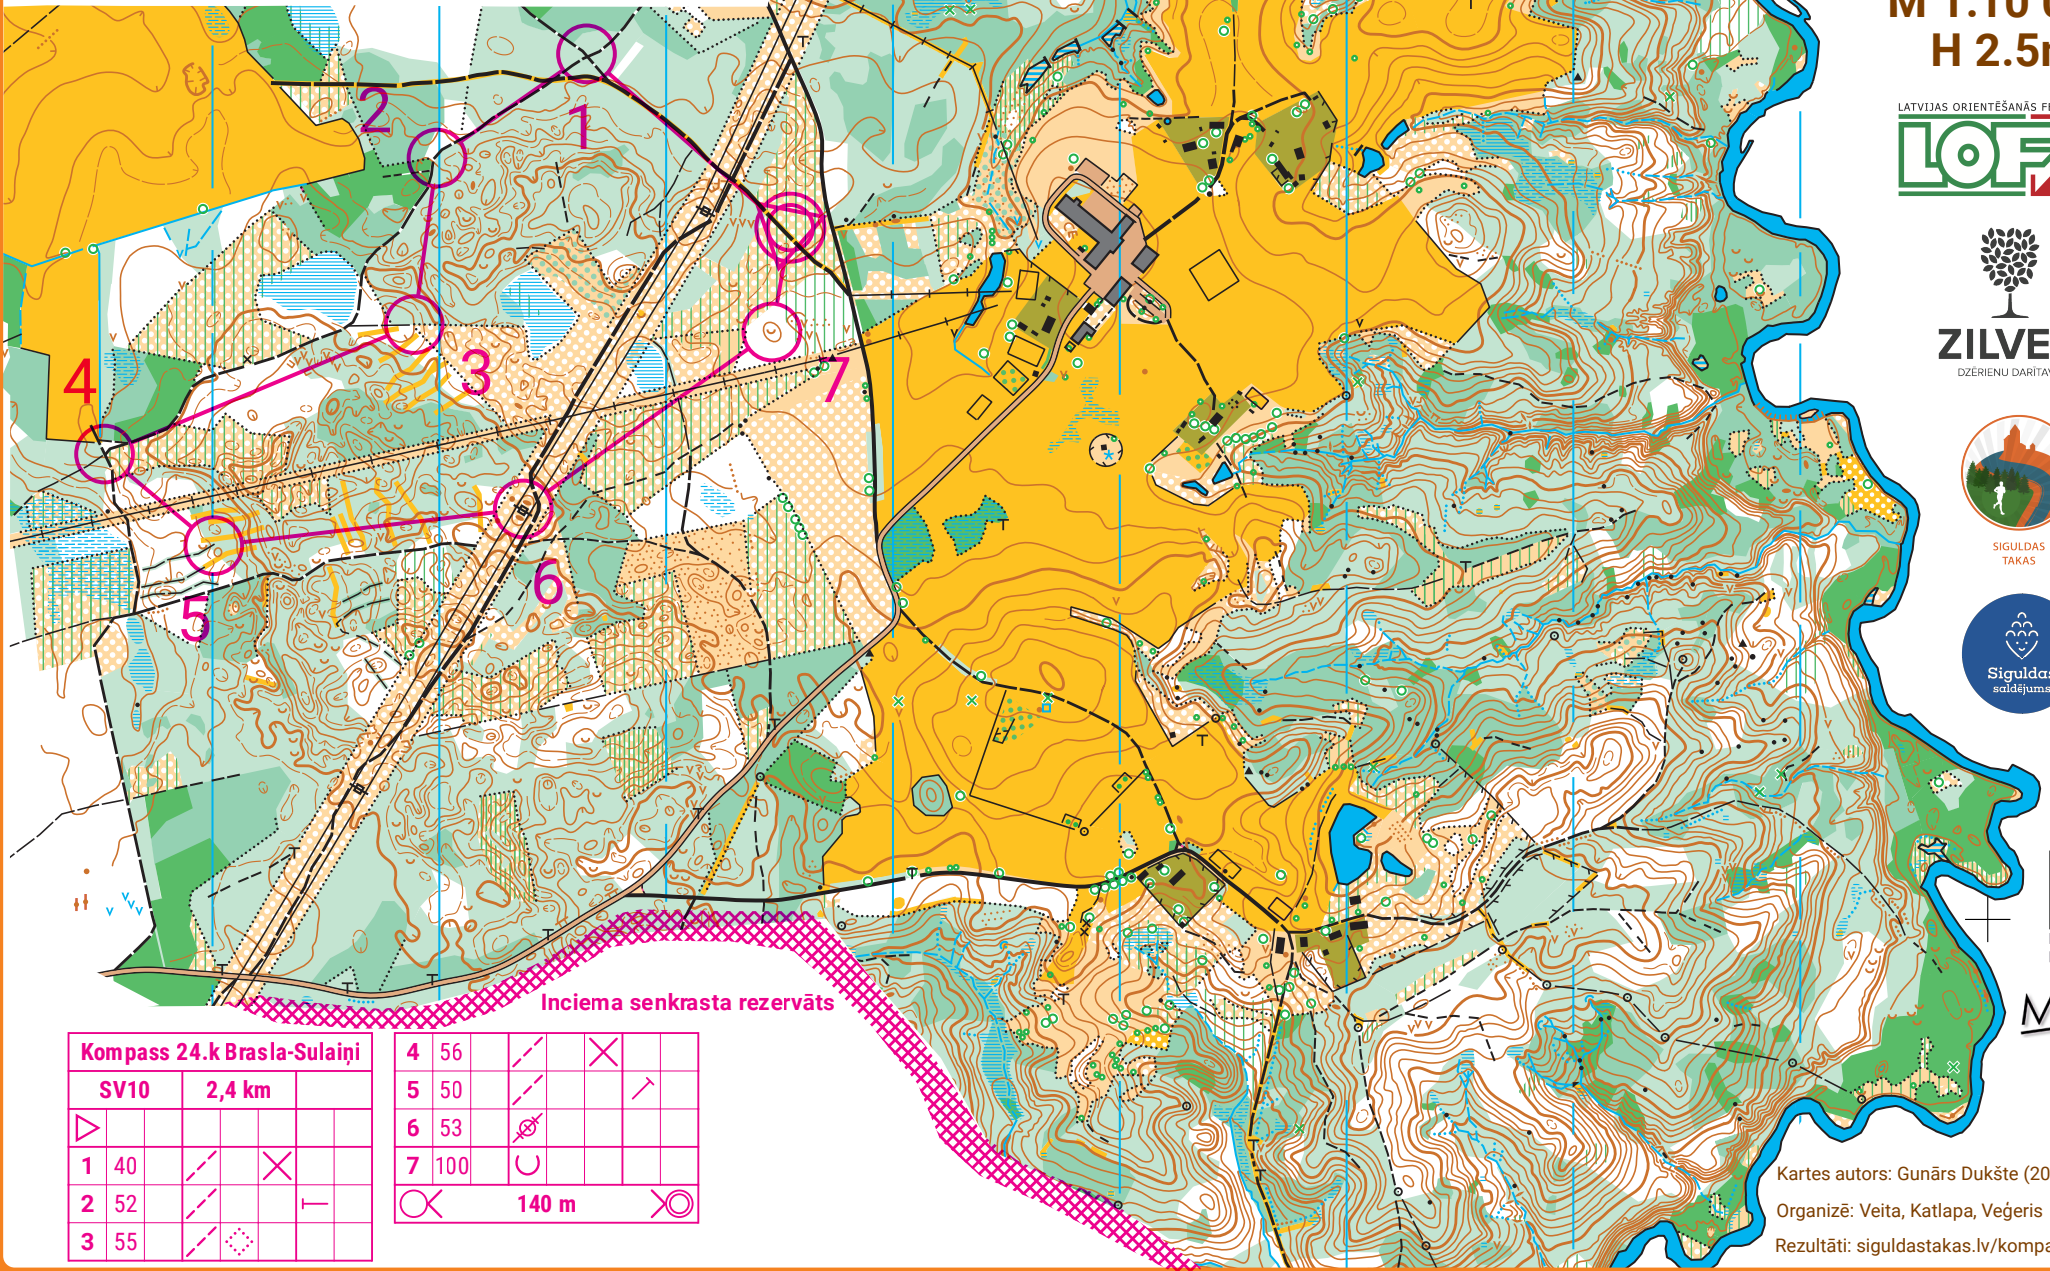 H 2.5
LATVIJAS ORIENTĒŠANĀS
LOF
ZILVE
DZĒRIENU DARĪTAV
SIGULDAS
TAKAS
Siguldas
saldējums
1
2
3
4
5
6
7
Inciema senkrasta rezervāts
Kompass 24.k Brasla-Sulaiņi
SV10 2,4 km
1 40
2 52
3 55
4 56
5 50
6 53
7 100
140 m
Kartes autors: Gunārs Dukšte (20
Organizē: Veita, Katlapa, Veģeris
Rezultāti: siguldastakas.lv/kompa